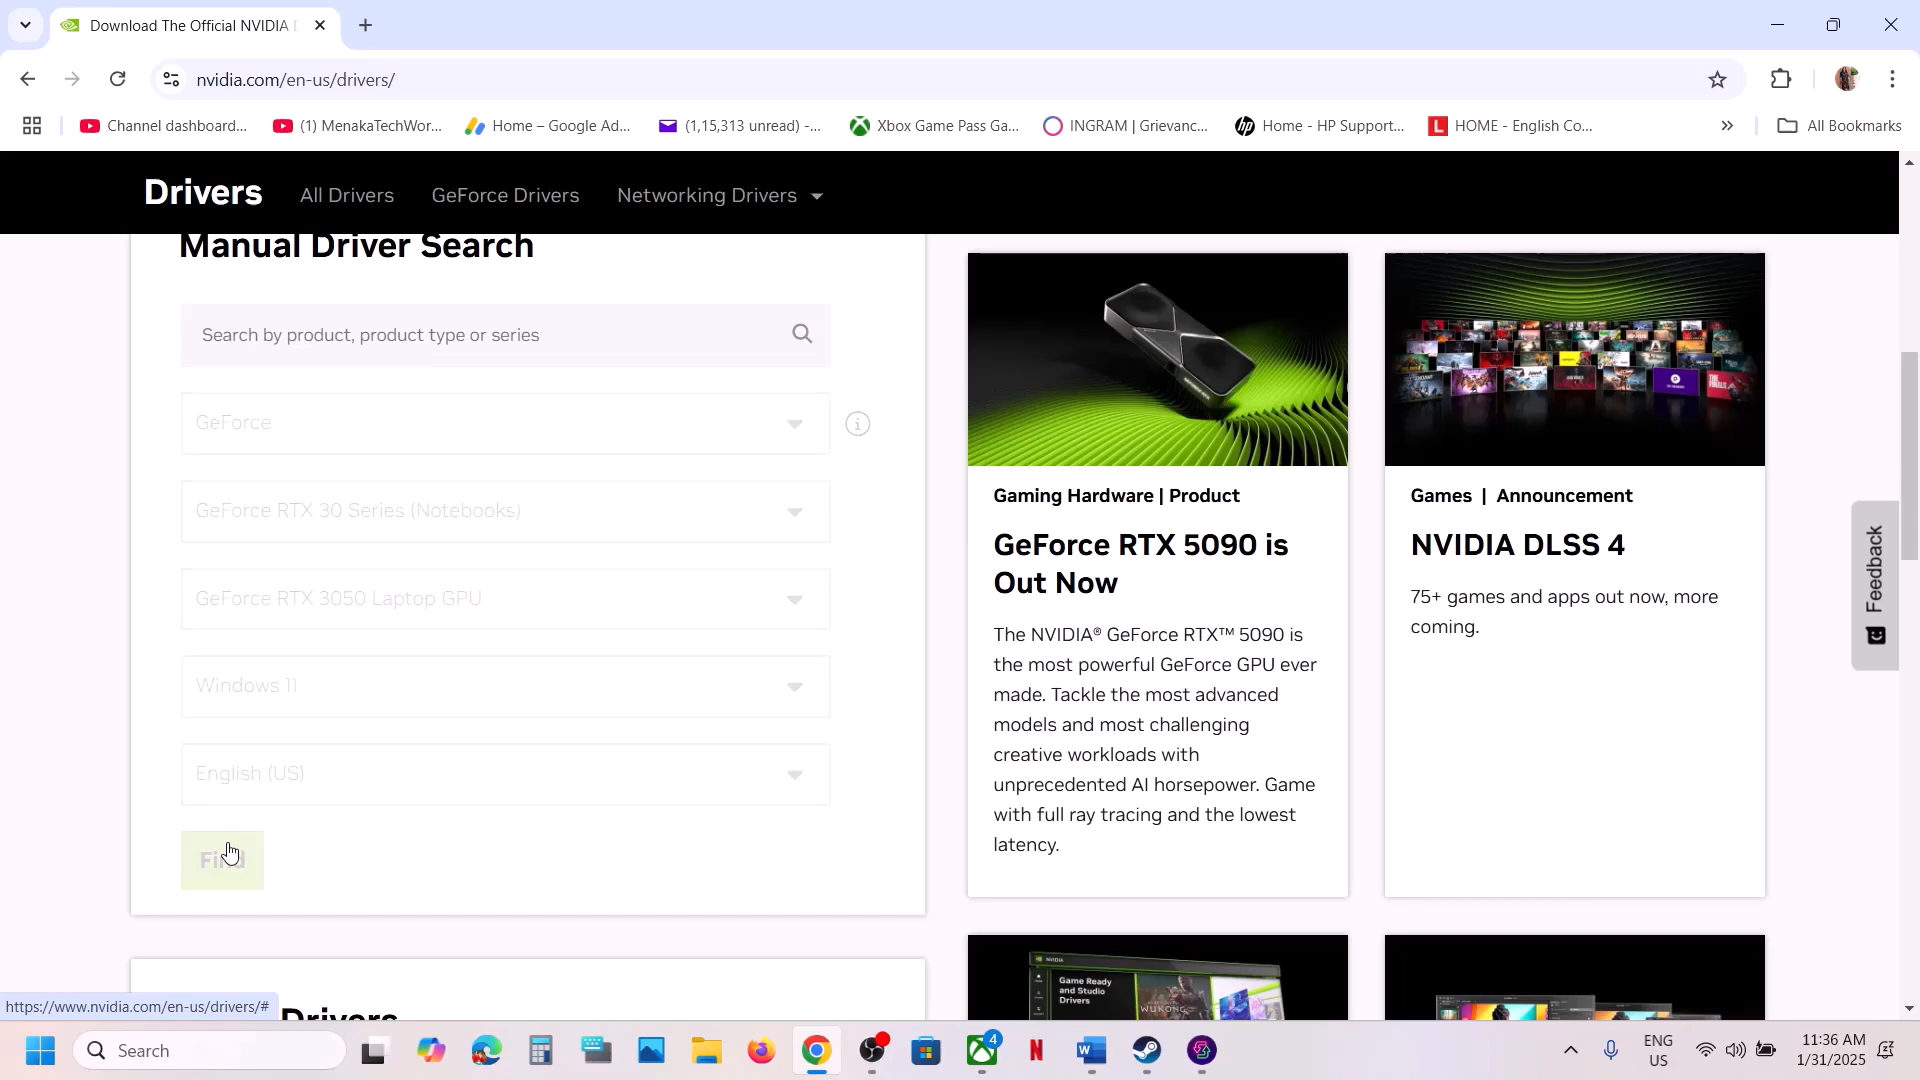 Download The Official NVIDIA D
nvidia.com/en-us/drivers/
Channel dashboard...
(1) MenakaTechWor...
Home – Google Ad...
(1,15,313 unread) -...
Xbox Game Pass Ga...
INGRAM | Grievanc...
Home - HP Support...
HOME - English Co...
All Bookmarks
Drivers
All Drivers
GeForce Drivers
Networking Drivers
Manual Driver Search
Search by product, product type or series
GeForce
GeForce RTX 30 Series (Notebooks)
GeForce RTX 3050 Laptop GPU
Windows 11
English (US)
Find
Gaming Hardware | Product
GeForce RTX 5090 is
Out Now
The NVIDIA® GeForce RTX™ 5090 is
the most powerful GeForce GPU ever
made. Tackle the most advanced
models and most challenging
creative workloads with
unprecedented AI horsepower. Game
with full ray tracing and the lowest
latency.
Games | Announcement
NVIDIA DLSS 4
75+ games and apps out now, more
coming.
Feedback
NVIDIA
Game Ready
and Studio
Drivers
WUKONG
Drivers
https://www.nvidia.com/en-us/drivers/#
Search
4
ENG
US
11:36 AM
1/31/2025